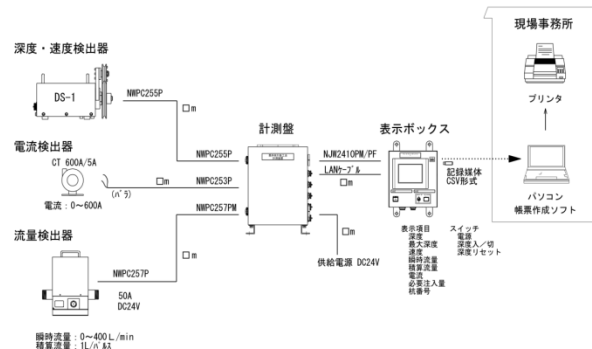 深度・速度検出器
DS-1
NWPC255P
□m
電流検出器
CT 600A/5A
(バラ)
電流：0～600A
NWPC255P
□m
NWPC253P
NWPC257PM
□m
流量検出器
NWPC257P
50A
DC24V
瞬時流量：0～400L/min
積算流量：1L/パルス
計測盤
NJW2410PM/PF
LANケーブル
□m
□m
供給電源 DC24V
表示ボックス
記録媒体
CSV形式
表示項目
深度
最大深度
速度
瞬時流量
積算流量
電流
必要注入量
杭番号
スイッチ
電源
深度入／切
深度リセット
現場事務所
プリンタ
パソコン
帳票作成ソフト